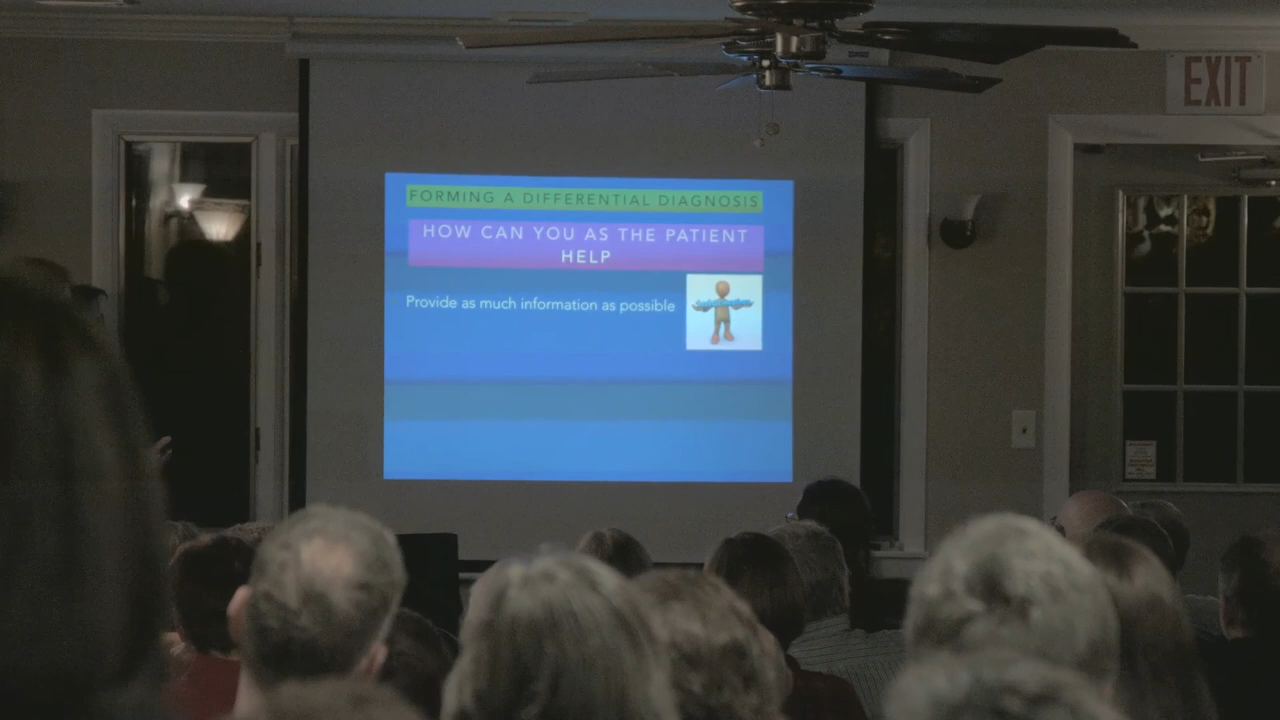 EXIT
FORMING A DIFFERENTIAL DIAGNOSIS
HOW CAN YOU AS THE PATIENT
HELP
Provide as much information as possible